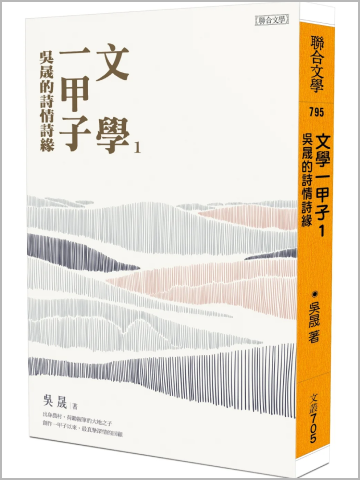 ［聯合文學］
文學 1
一甲子
吳晟的詩情詩緣
吳晟 著
聯合文學
795
文學一甲子 1
吳晟的詩情詩緣
吳晟 著
文叢705